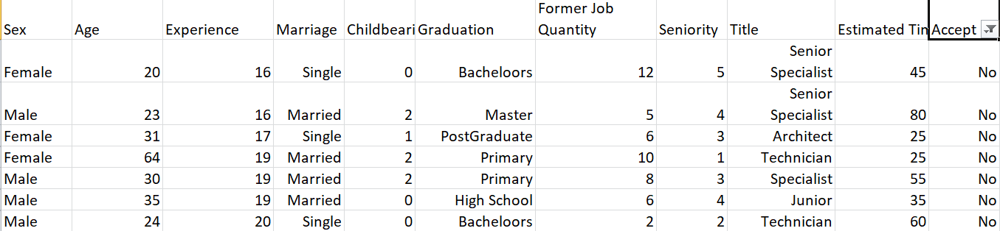 Sex Age Experience Marriage Childbeari Graduation Former Job Quantity Seniority Title Estimated Tin Accept
Female 20 16 Single 0 Bacheloors 12 5 Senior Specialist 45 No
Male 23 16 Married 2 Master 5 4 Senior Specialist 80 No
Female 31 17 Single 1 PostGraduate 6 3 Architect 25 No
Female 64 19 Married 2 Primary 10 1 Technician 25 No
Male 30 19 Married 2 Primary 8 3 Specialist 55 No
Male 35 19 Married 0 High School 6 4 Junior 35 No
Male 24 20 Single 0 Bacheloors 2 2 Technician 60 No